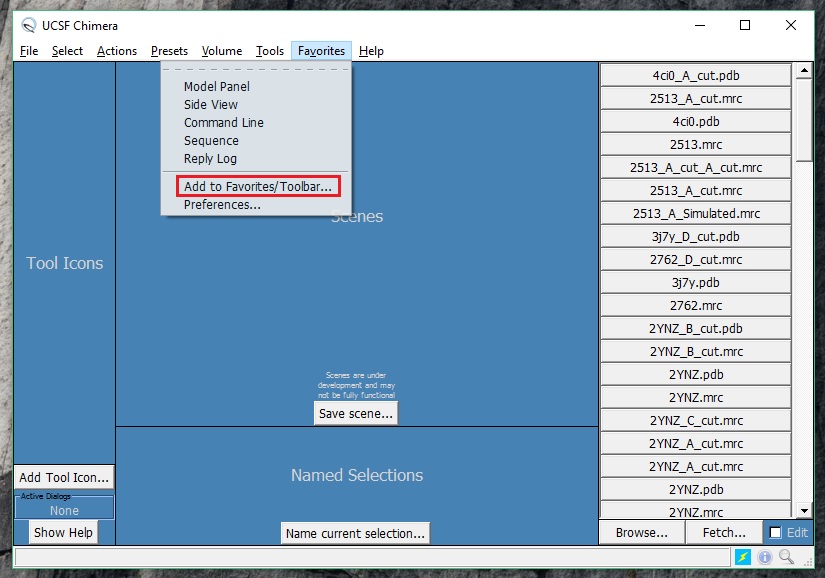 UCSF Chimera
File Select Actions Presets Volume Tools Favorites Help
Model Panel
Side View
Command Line
Sequence
Reply Log
Add to Favorites/Toolbar...
Preferences...
Tool Icons
Scenes
Scenes are under
development and may
not be fully functional
Save scene...
Named Selections
Name current selection...
Add Tool Icon...
Active Dialogs
None
Show Help
4ci0_A_cut.pdb
2513_A_cut.mrc
4ci0.pdb
2513.mrc
2513_A_cut_A_cut.mrc
2513_A_cut.mrc
2513_A_Simulated.mrc
3j7y_D_cut.pdb
2762_D_cut.mrc
3j7y.pdb
2762.mrc
2YNZ_B_cut.pdb
2YNZ_B_cut.mrc
2YNZ.pdb
2YNZ.mrc
2YNZ_C_cut.mrc
2YNZ_A_cut.mrc
2YNZ_A_cut.mrc
2YNZ.pdb
2YNZ.mrc
Browse... Fetch... Edit